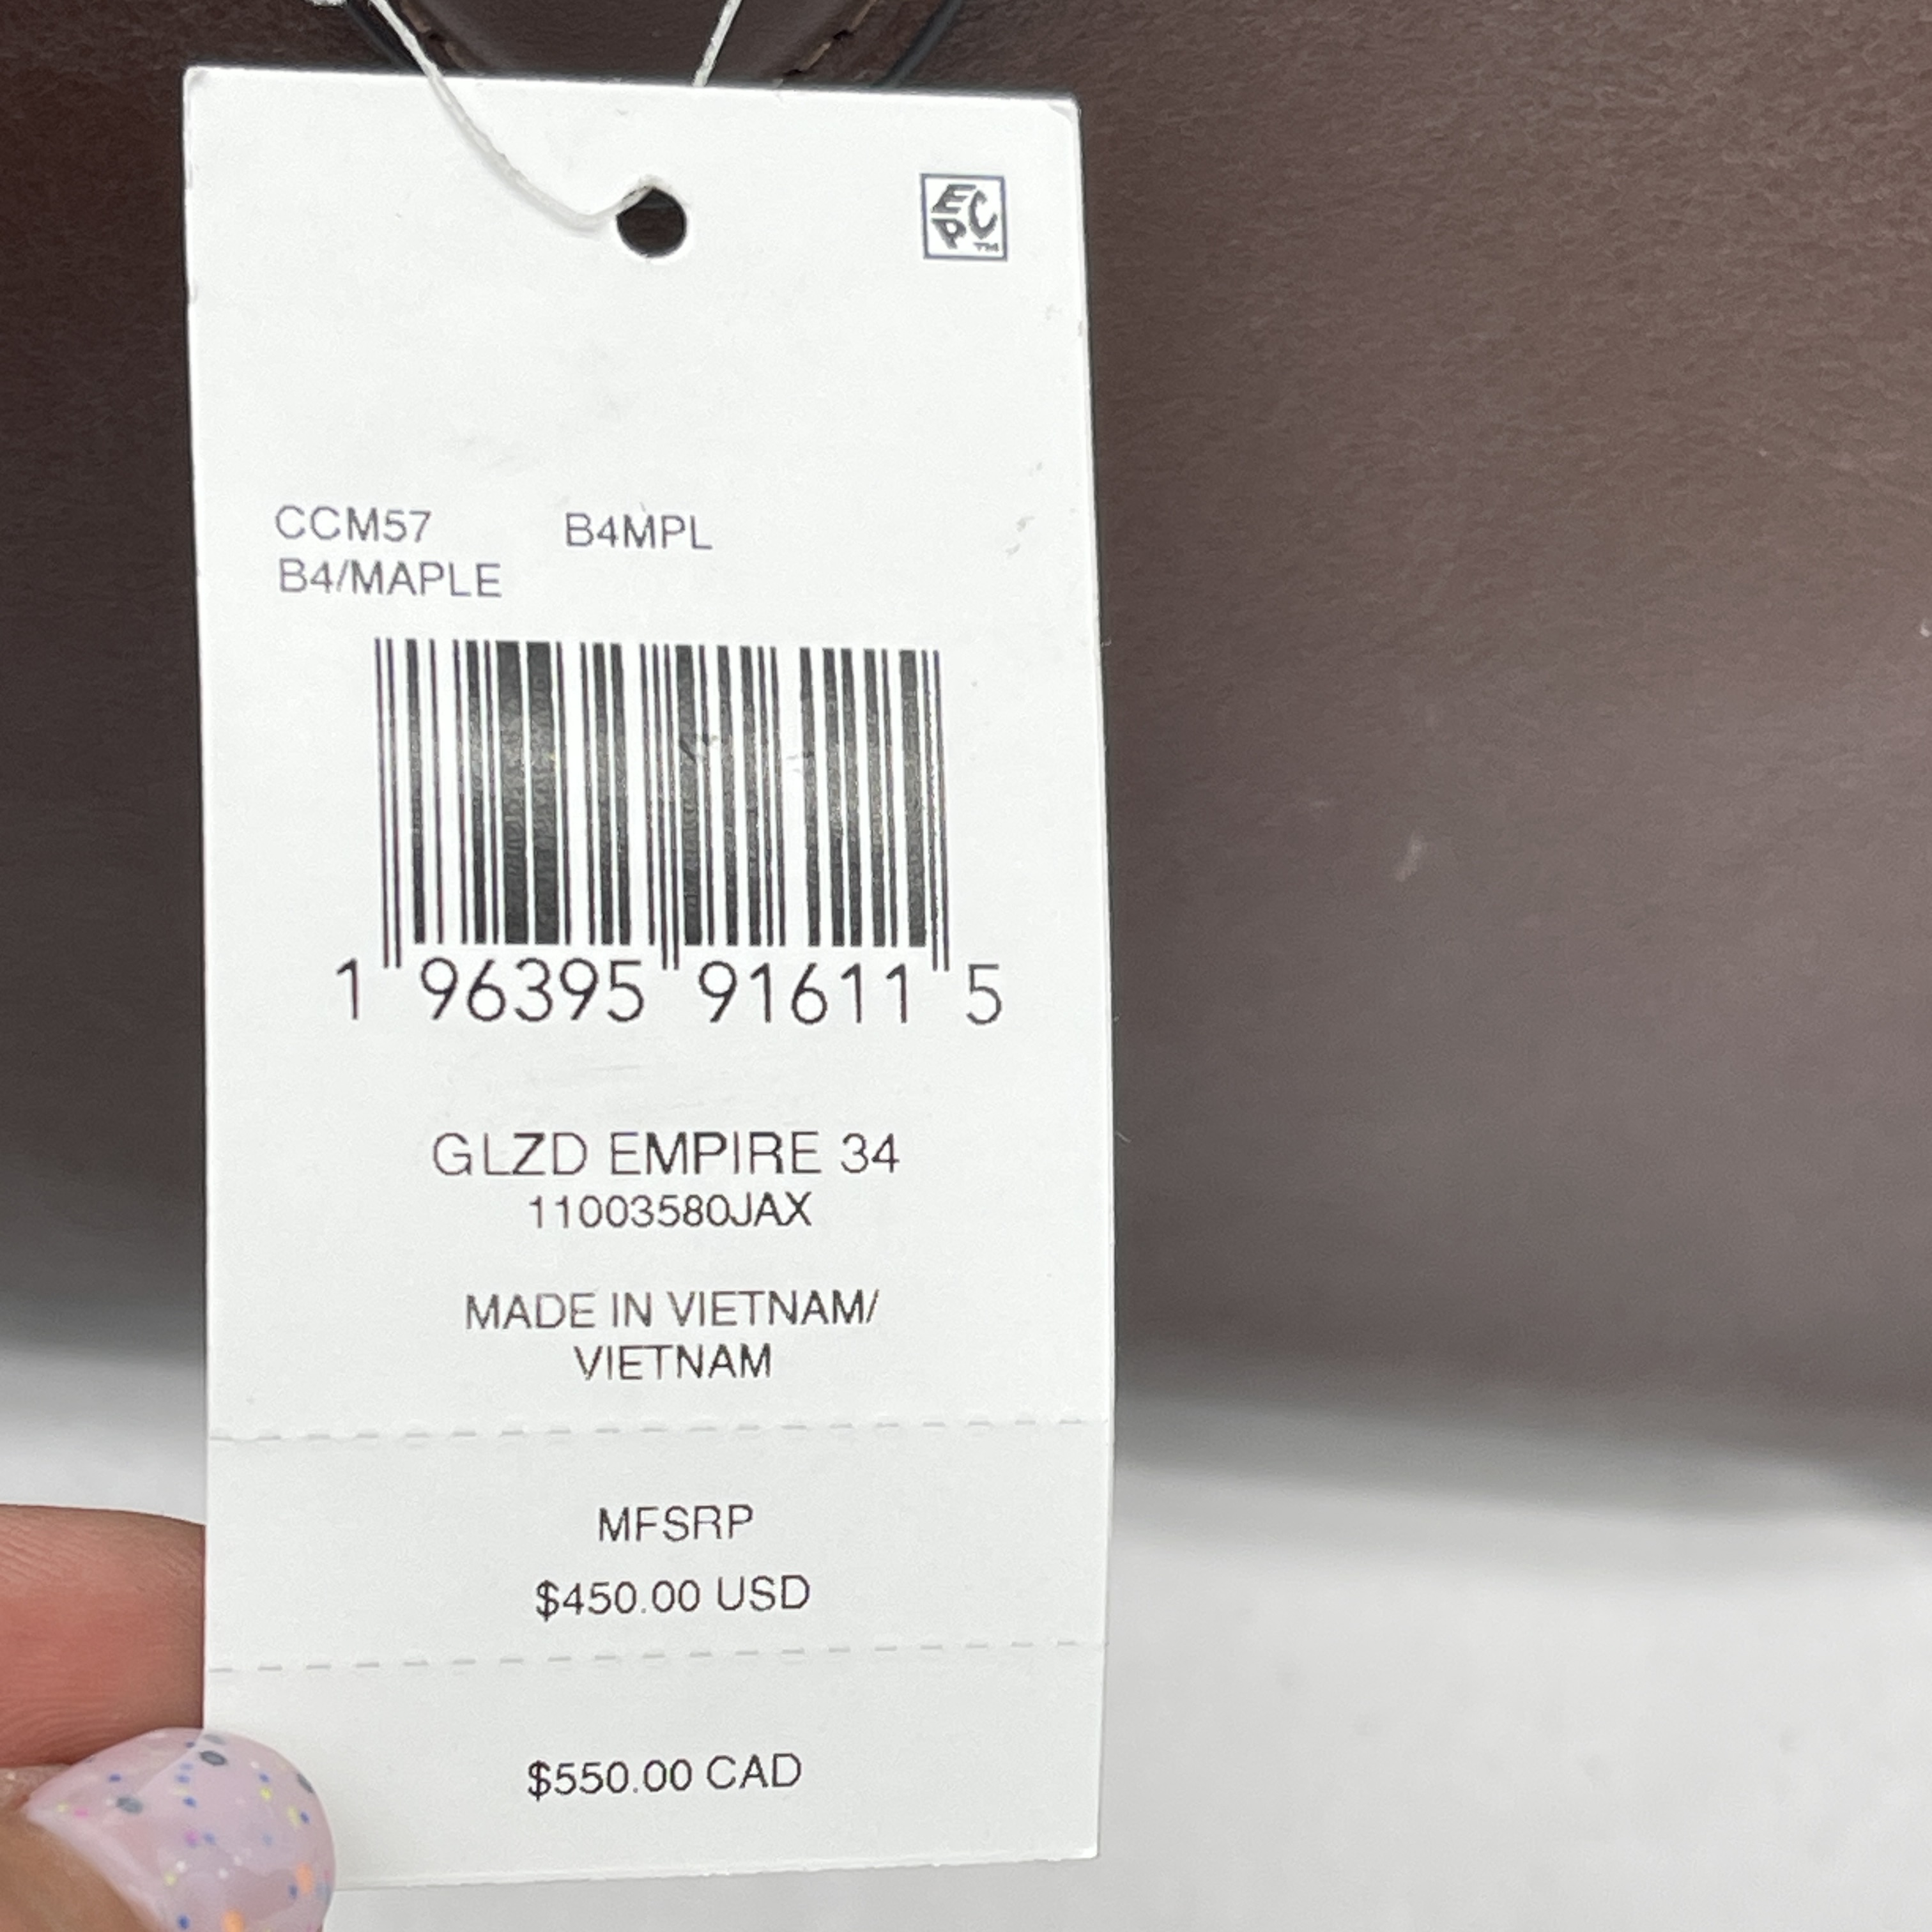 EPC™
CCM57 B4MPL
B4/MAPLE
1 96395 91611 5
GLZD EMPIRE 34
11003580JAX
MADE IN VIETNAM/
VIETNAM
MFSRP
$450.00 USD
$550.00 CAD